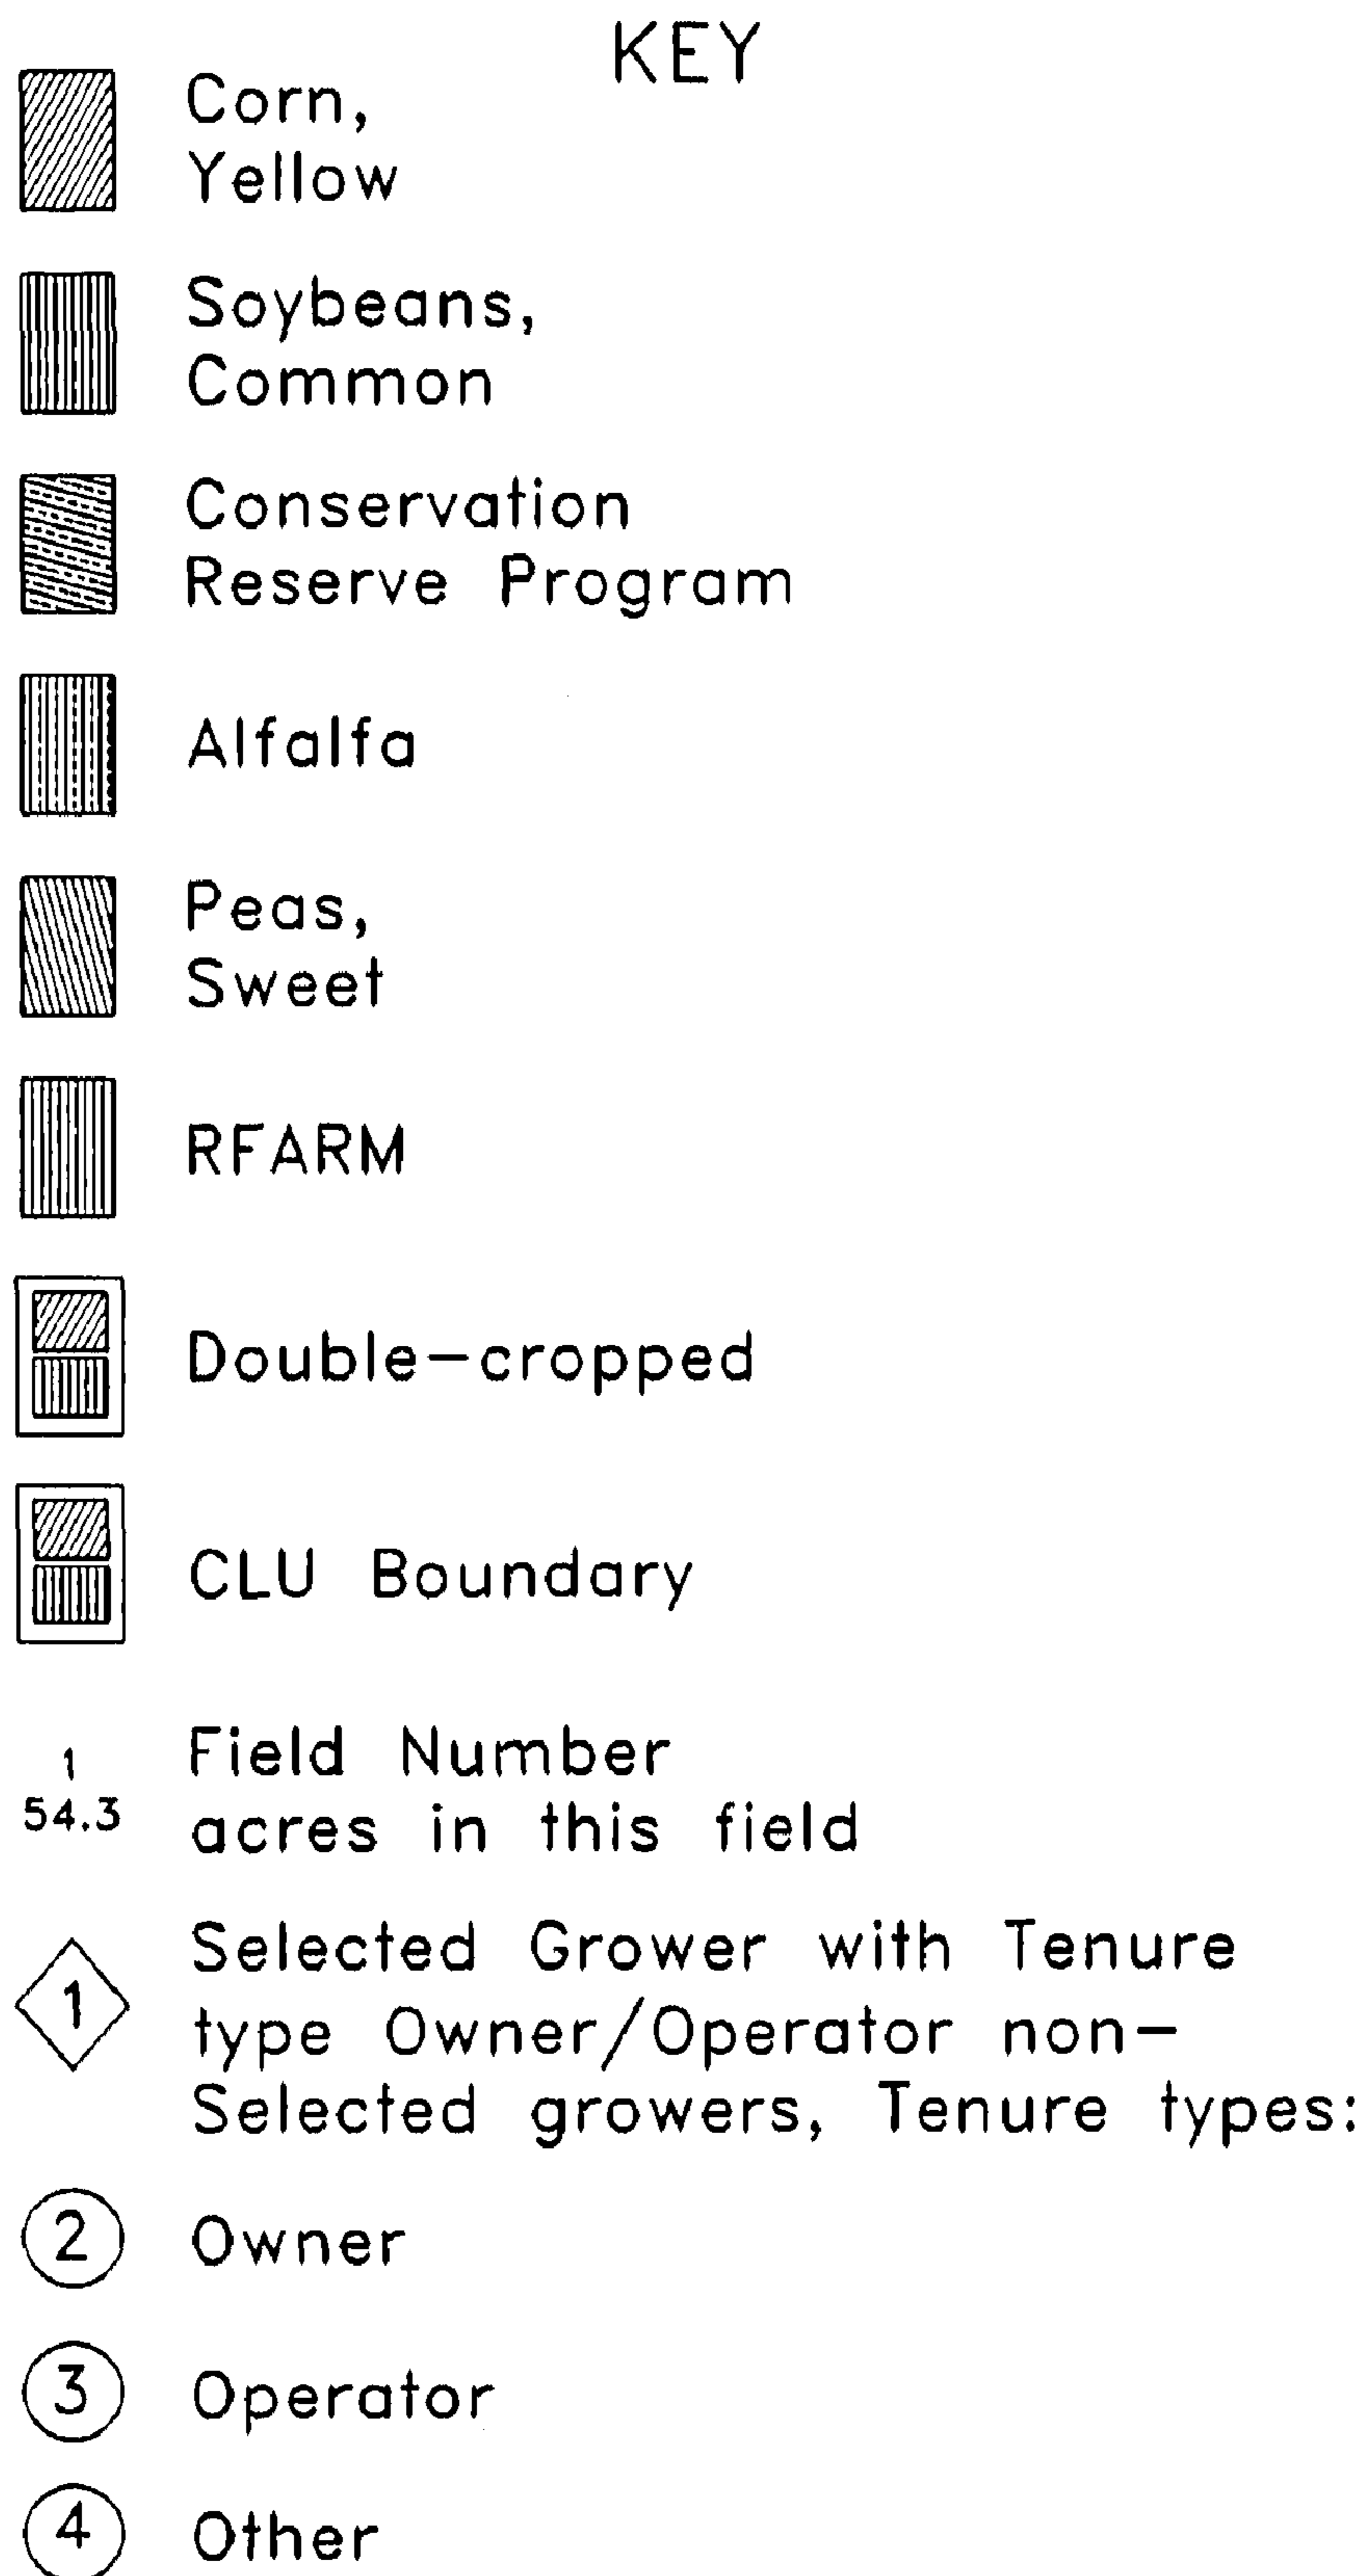 KEY
Corn,
Yellow
Soybeans,
Common
Conservation
Reserve Program
Alfalfa
Peas,
Sweet
RFARM
Double-cropped
CLU Boundary
1
54.3
Field Number
acres in this field
1
Selected Grower with Tenure
type Owner/Operator non-
Selected growers, Tenure types:
2 Owner
3 Operator
4 Other